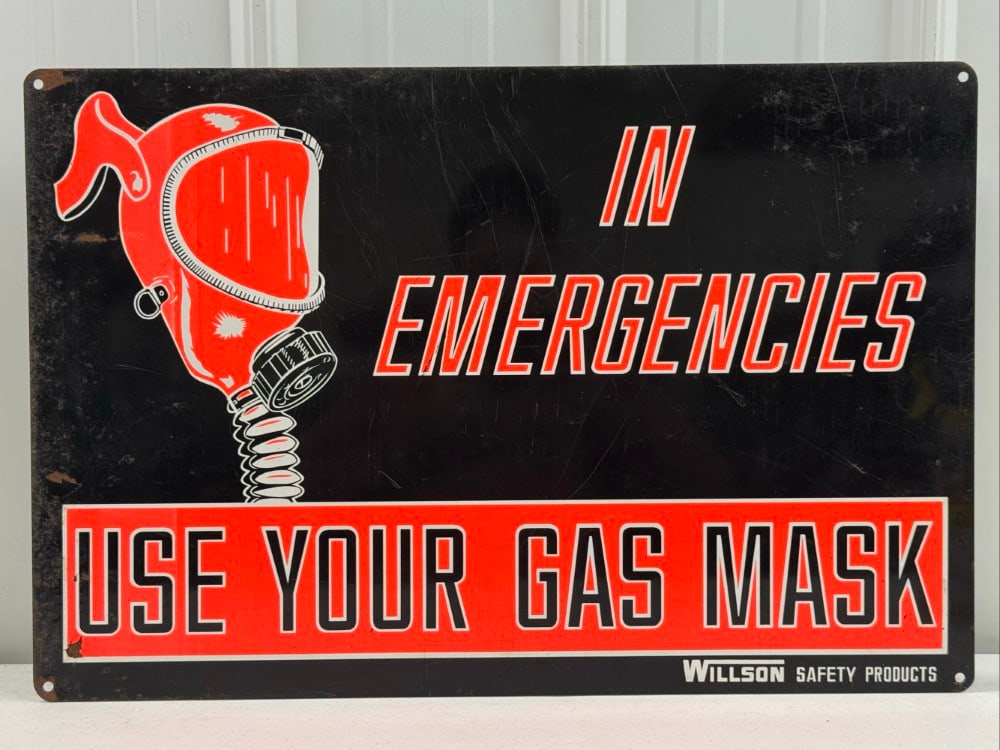 IN
EMERGENCIES
USE YOUR GAS MASK
WILLSON SAFETY PRODUCTS